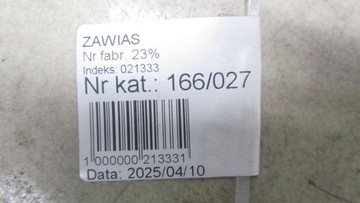 ZAWIAS
Nr fabr. 23%
Indeks: 021333
Nr kat.: 166/027
1 000000 213331
Data: 2025/04/10